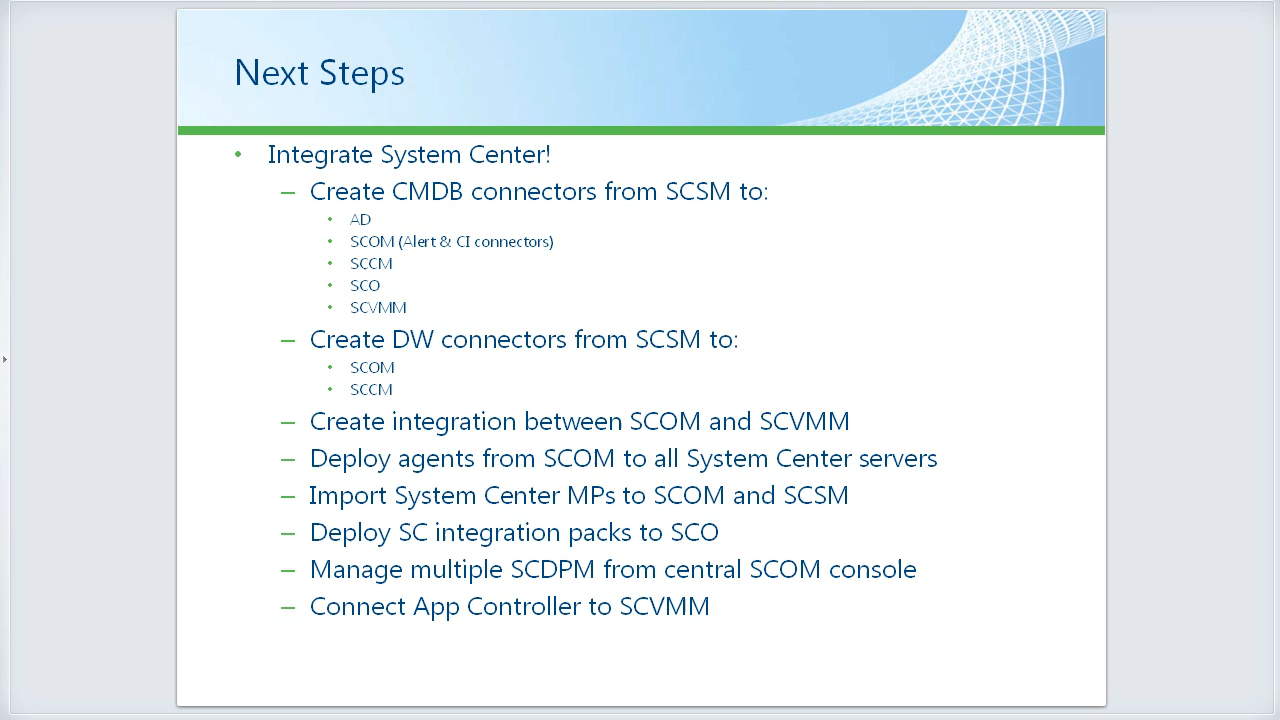 Next Steps
• Integrate System Center!
– Create CMDB connectors from SCSM to:
• AD
• SCOM (Alert & CI connectors)
• SCCM
• SCO
• SCVMM
– Create DW connectors from SCSM to:
• SCOM
• SCCM
– Create integration between SCOM and SCVMM
– Deploy agents from SCOM to all System Center servers
– Import System Center MPs to SCOM and SCSM
– Deploy SC integration packs to SCO
– Manage multiple SCDPM from central SCOM console
– Connect App Controller to SCVMM